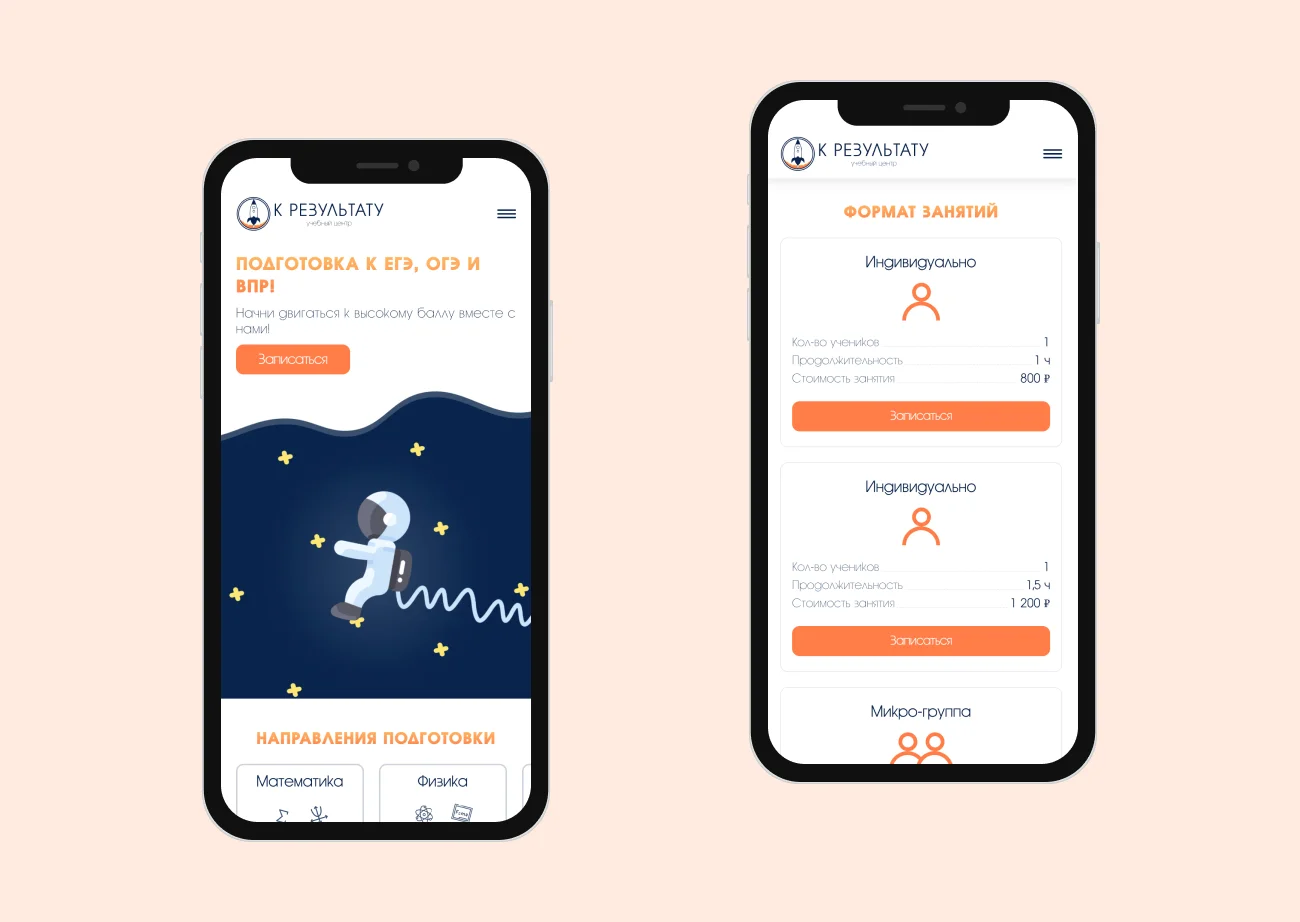 К РЕЗУЛЬТАТУ
учебный центр
ПОДГОТОВКА К ЕГЭ, ОГЭ И
ВПР!
Начни двигаться к высокому баллу вместе с
нами!
Записаться
НАПРАВЛЕНИЯ ПОДГОТОВКИ
Математика
Физика
К РЕЗУЛЬТАТУ
учебный центр
ФОРМАТ ЗАНЯТИЙ
Индивидуально
Кол-во учеников 1
Продолжительность 1 ч
Стоимость занятия 800 ₽
Записаться
Индивидуально
Кол-во учеников 1
Продолжительность 1,5 ч
Стоимость занятия 1 200 ₽
Записаться
Микро-группа